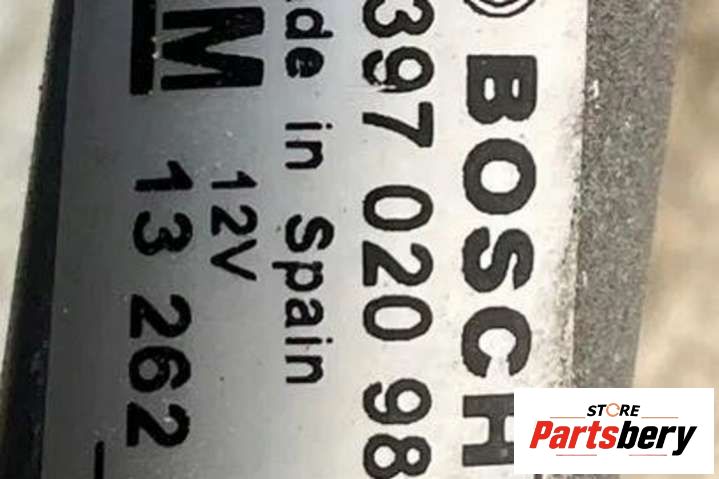 BOSCH
397 020 98
de in Spain
M 12V
13 262
STORE
Partsbery